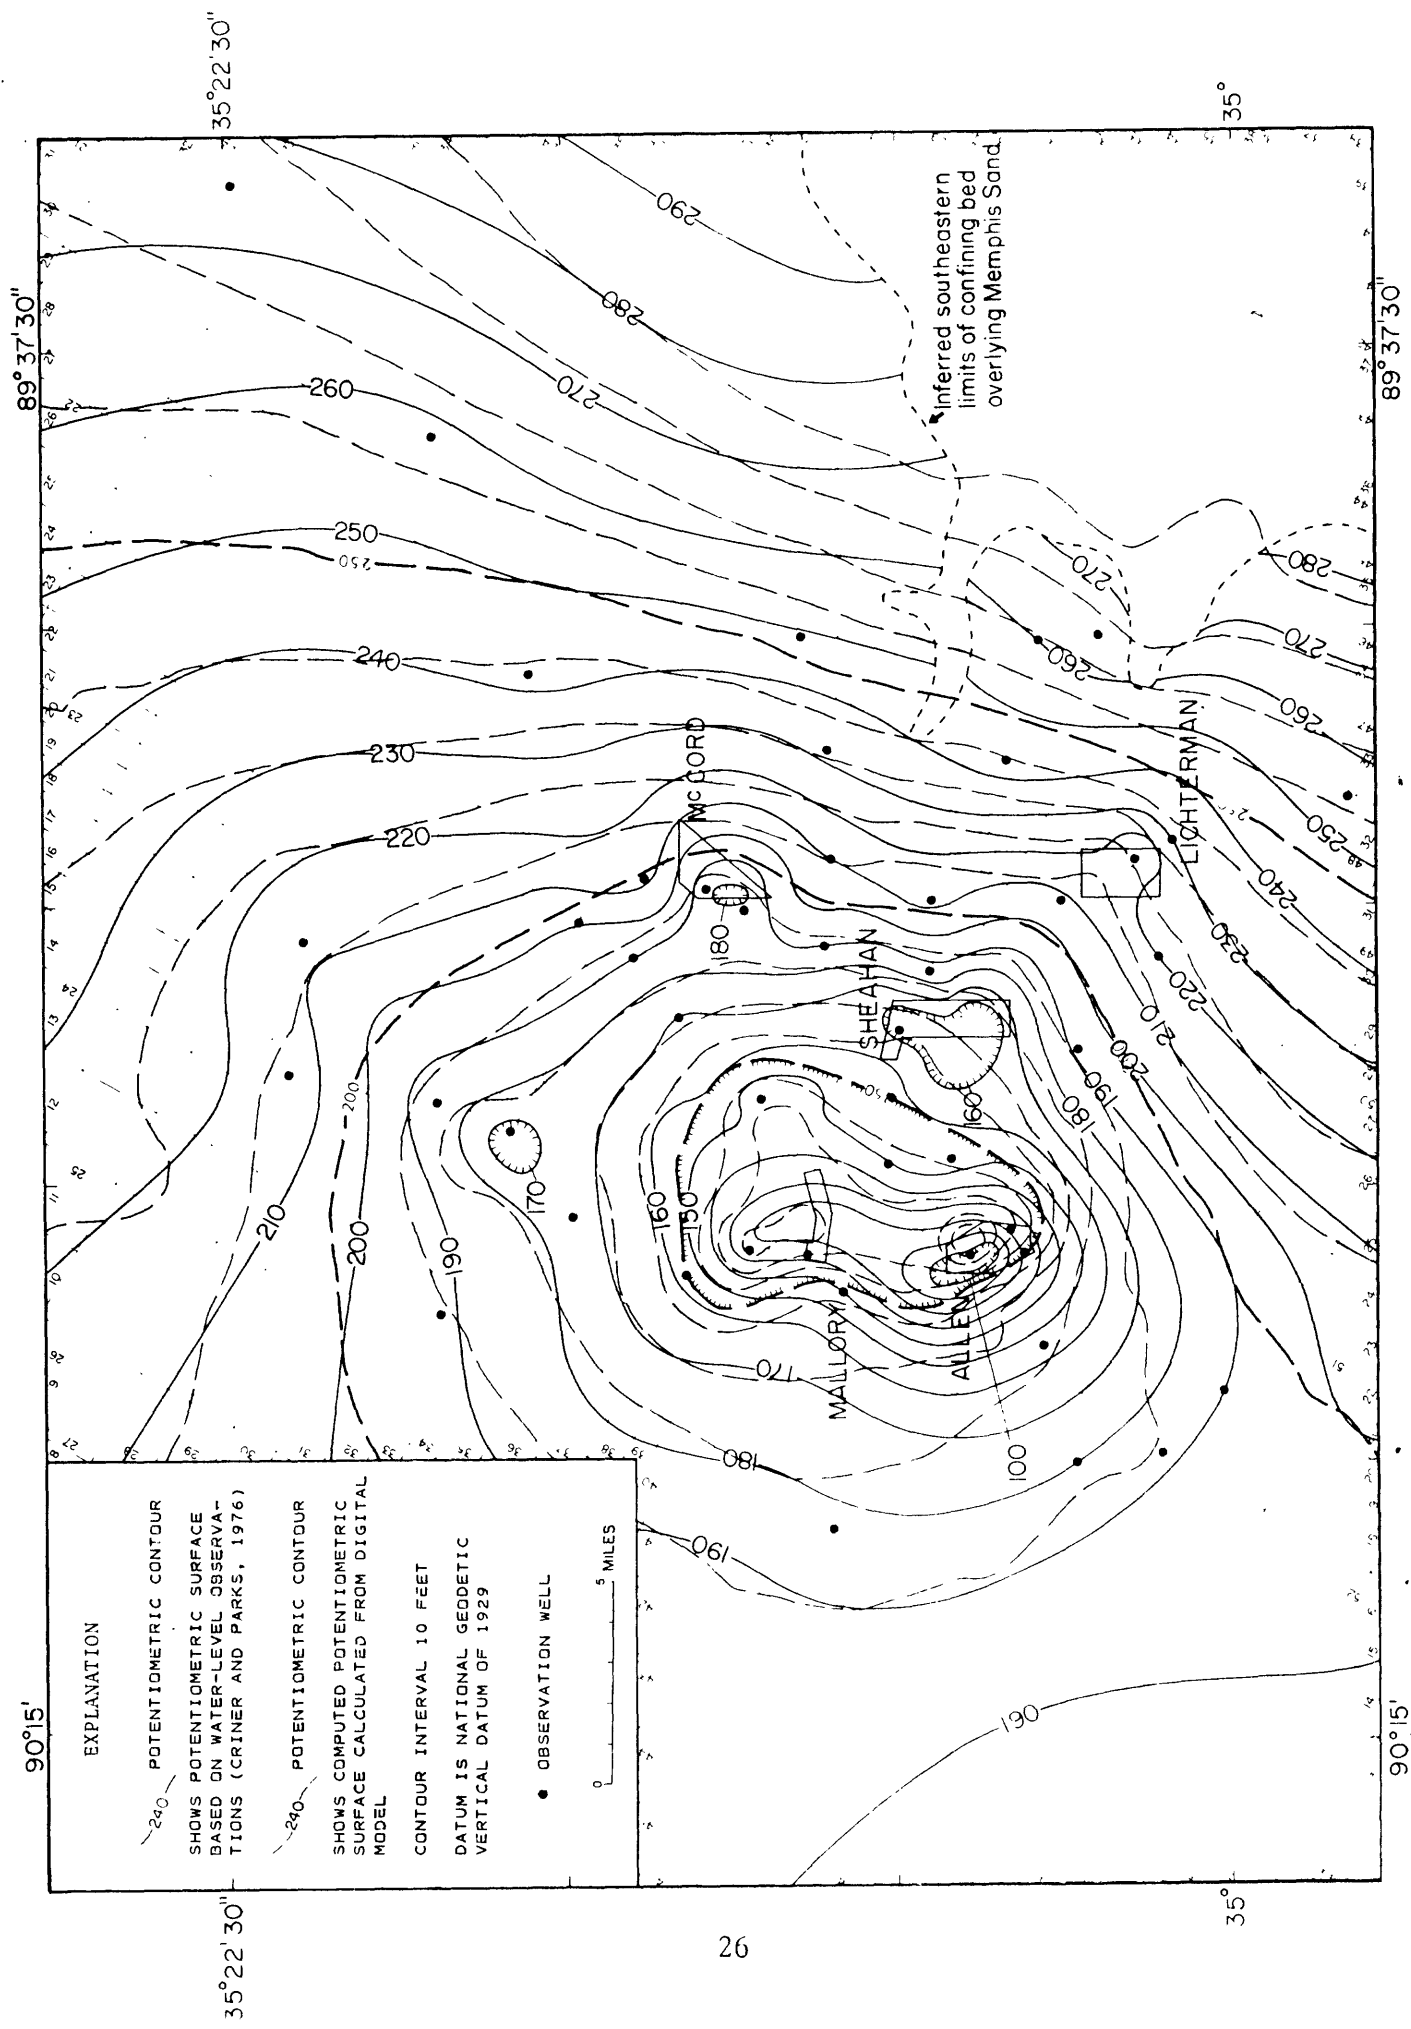 EXPLANATION
240 POTENTIOMETRIC CONTOUR
SHOWS POTENTIOMETRIC SURFACE
BASED ON WATER-LEVEL OBSERVA-
TIONS (CRINER AND PARKS, 1976)
240 POTENTIOMETRIC CONTOUR
SHOWS COMPUTED POTENTIOMETRIC
SURFACE CALCULATED FROM DIGITAL
MODEL
CONTOUR INTERVAL 10 FEET
DATUM IS NATIONAL GEODETIC
VERTICAL DATUM OF 1929
OBSERVATION WELL
0 5 MILES
90°15'
89°37'30"
35°22'30"
35°22'30"
35°
35°
90°15'
89°37'30"
Inferred southeastern
limits of confining bed
overlying Memphis Sand
McCORD
SHEAHAN
LICHTERMAN
MALLORY
ALLEN
290
280
270
260
250
250
240
230
220
210
200
200
190
170
160
150
150
180
160
170
180
190
190
100
180
190
200
210
220
230
240
250
260
270
280
270
260
26